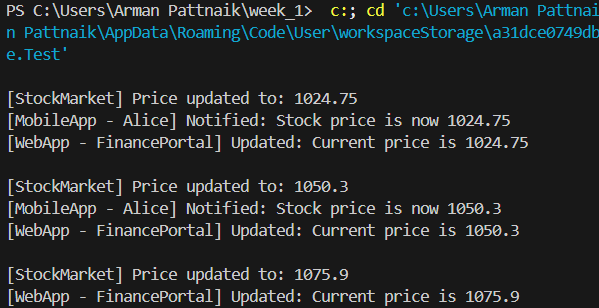 PS C:\Users\Arman Pattnaik\week_1>  c:; cd 'c:\Users\Arman Pattnai
n Pattnaik\AppData\Roaming\Code\User\workspaceStorage\a31dce0749db
e.Test'
[StockMarket] Price updated to: 1024.75
[MobileApp - Alice] Notified: Stock price is now 1024.75
[WebApp - FinancePortal] Updated: Current price is 1024.75
[StockMarket] Price updated to: 1050.3
[MobileApp - Alice] Notified: Stock price is now 1050.3
[WebApp - FinancePortal] Updated: Current price is 1050.3
[StockMarket] Price updated to: 1075.9
[WebApp - FinancePortal] Updated: Current price is 1075.9